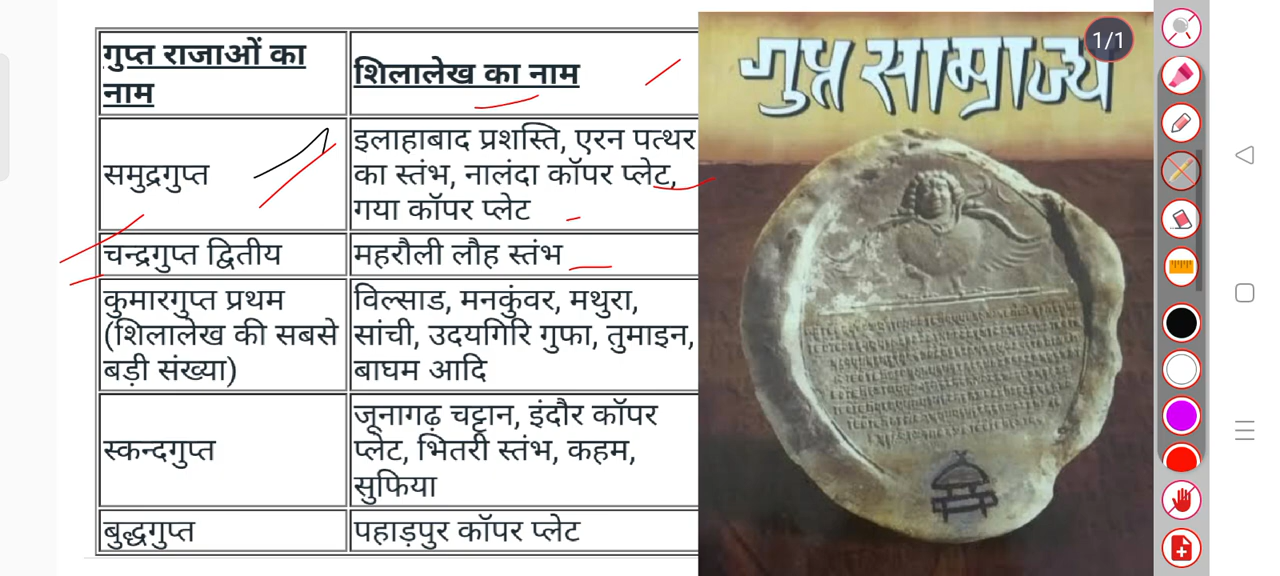 गुप्त राजाओं का
नाम
शिलालेख का नाम
समुद्रगुप्त
इलाहाबाद प्रशस्ति, एरन पत्थर
का स्तंभ, नालंदा कॉपर प्लेट,
गया कॉपर प्लेट
चन्द्रगुप्त द्वितीय
महरौली लौह स्तंभ
कुमारगुप्त प्रथम
(शिलालेख की सबसे
बड़ी संख्या)
विल्साड, मनकुंवर, मथुरा,
सांची, उदयगिरि गुफा, तुमाइन,
बाघम आदि
स्कन्दगुप्त
जूनागढ़ चट्टान, इंदौर कॉपर
प्लेट, भितरी स्तंभ, कहम,
सुफिया
बुद्धगुप्त
पहाड़पुर कॉपर प्लेट
गुप्त साम्राज्य
1/1